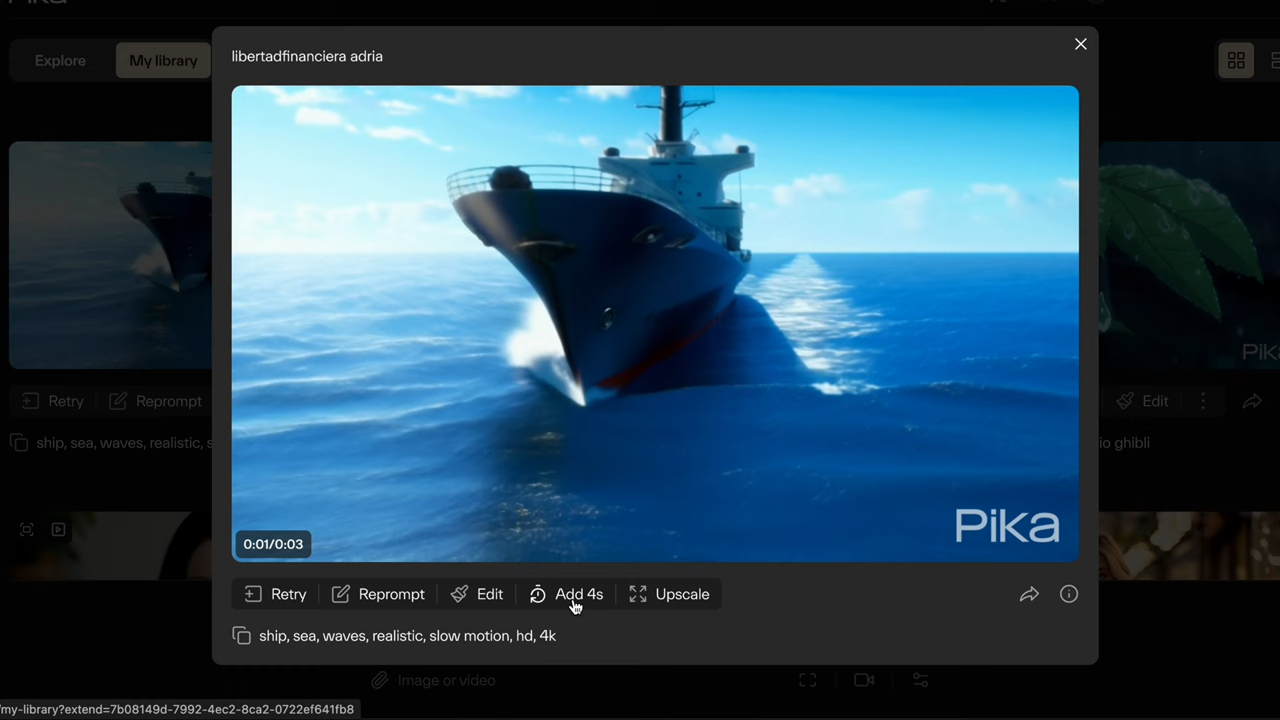 Pika
Explore
My library
libertadfinanciera adria
Pika
0:01/0:03
Retry
Reprompt
Edit
Add 4s
Upscale
ship, sea, waves, realistic, slow motion, hd, 4k
Retry
Reprompt
ship, sea, waves, realistic, s
Edit
io ghibli
Pik
Image or video
/my-library?extend=7b08149d-7992-4ec2-8ca2-0722ef641fb8